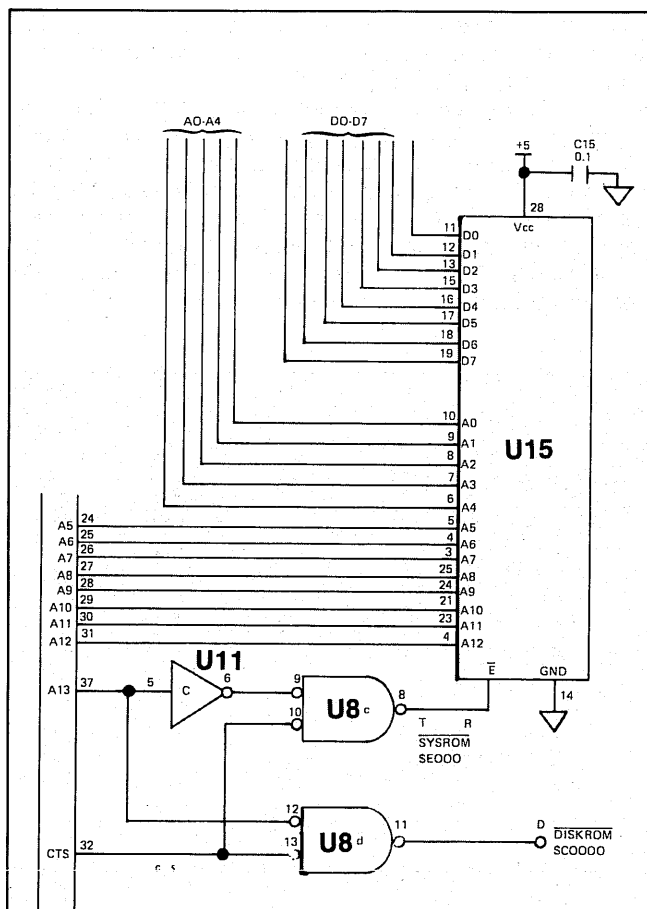 A0-A4
D0-D7
+5
C15
0.1
28
Vcc
11 D0
12 D1
13 D2
15 D3
16 D4
17 D5
18 D6
19 D7
10 A0
9 A1
8 A2
7 A3
6 A4
U15
A5 24 5 A5
A6 25 4 A6
A7 26 3 A7
A8 27 25 A8
A9 28 24 A9
A10 29 21 A10
A11 30 23 A11
A12 31 4 A12
U11
A13 37 5 C 6 9 U8 c 8
10
E GND
14
T R
SYSROM
SE000
12 U8 d 11 D DISKROM
13 SC0000
CTS 32